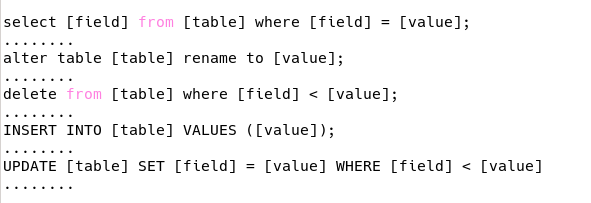 select [field] from [table] where [field] = [value];
........
alter table [table] rename to [value];
........
delete from [table] where [field] < [value];
........
INSERT INTO [table] VALUES ([value]);
........
UPDATE [table] SET [field] = [value] WHERE [field] < [value]
........